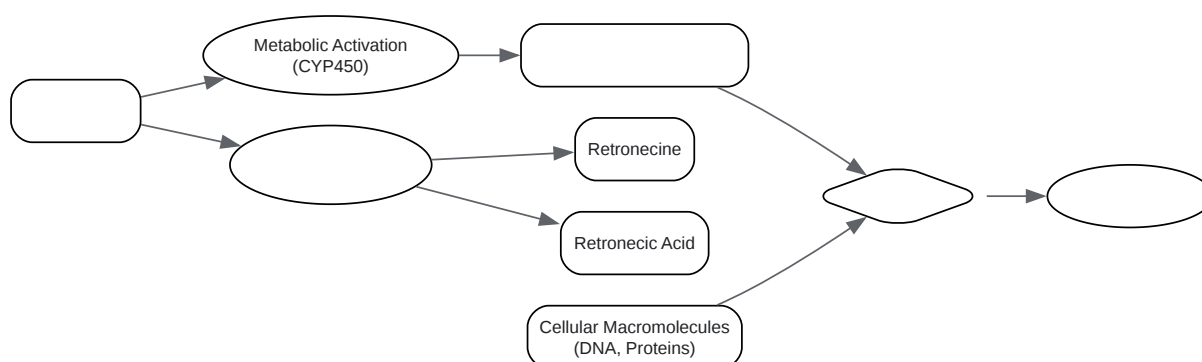 Metabolic Activation
(CYP450)
Retronecine
Retronecic Acid
Cellular Macromolecules
(DNA, Proteins)